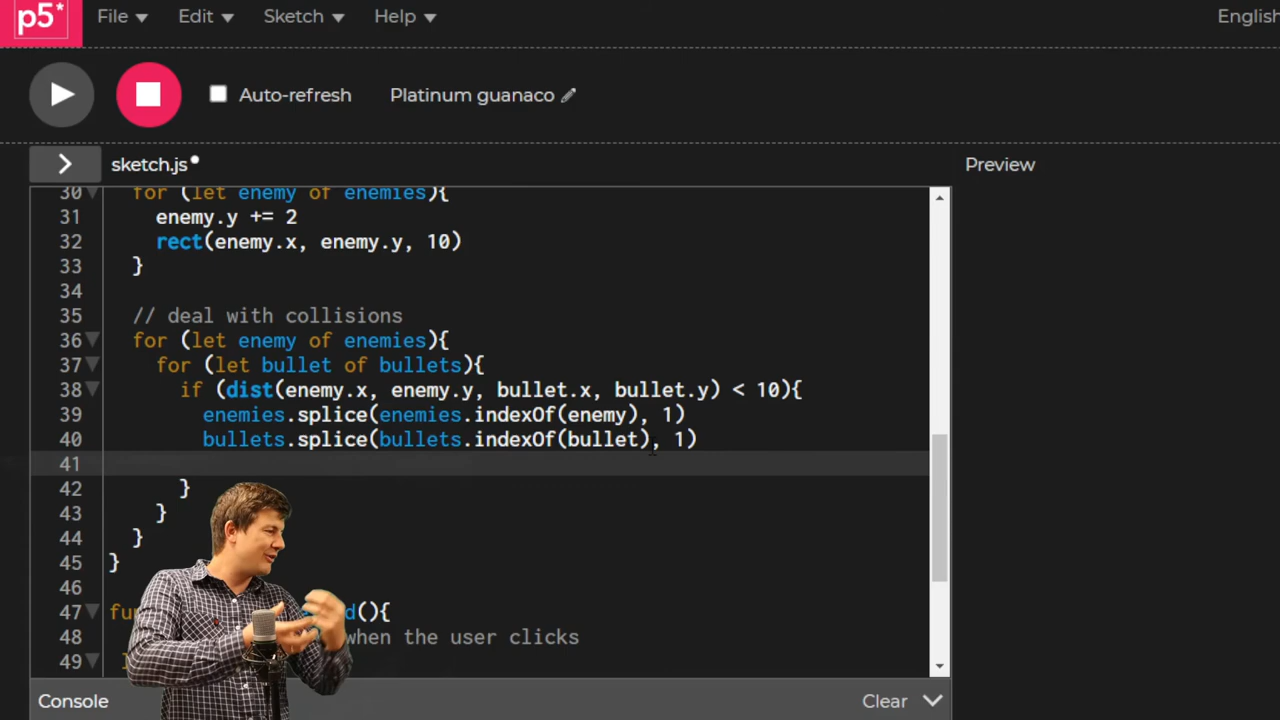 p5*
File Edit Sketch Help English
Auto-refresh Platinum guanaco
sketch.js Preview
30 for (let enemy of enemies){
31 enemy.y += 2
32 rect(enemy.x, enemy.y, 10)
33 }
34
35 // deal with collisions
36 for (let enemy of enemies){
37 for (let bullet of bullets){
38 if (dist(enemy.x, enemy.y, bullet.x, bullet.y) < 10){
39 enemies.splice(enemies.indexOf(enemy), 1)
40 bullets.splice(bullets.indexOf(bullet), 1)
41
42 }
43 }
44 }
45 }
46
47 fu d(){
48 when the user clicks
49
Console Clear